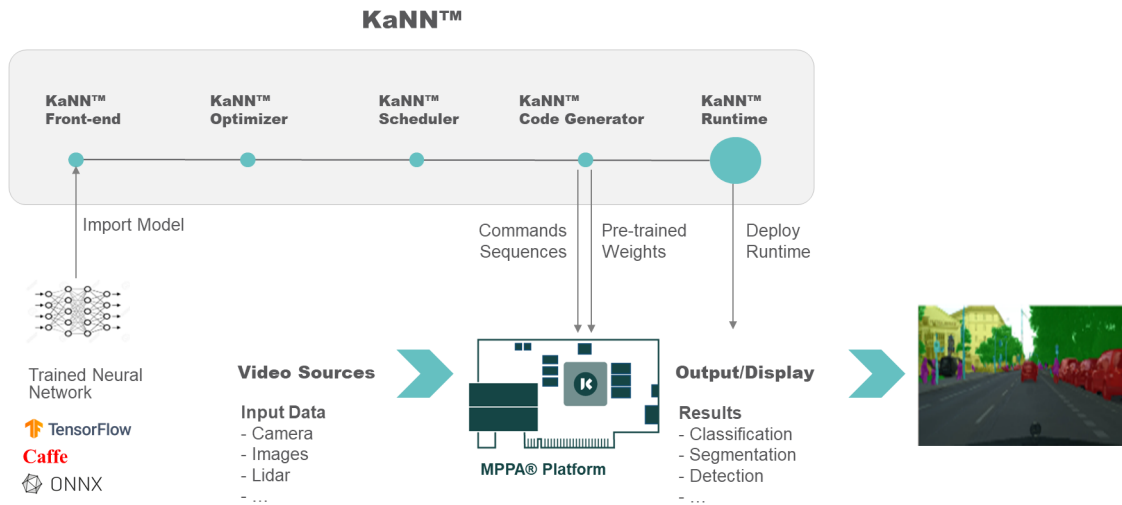 KaNN™
KaNN™
Front-end
KaNN™
Optimizer
KaNN™
Scheduler
KaNN™
Code Generator
KaNN™
Runtime
Import Model
Commands
Sequences
Pre-trained
Weights
Deploy
Runtime
Trained Neural
Network
TensorFlow
Caffe
ONNX
Video Sources
Input Data
- Camera
- Images
- Lidar
- ...
MPPA® Platform
Output/Display
Results
- Classification
- Segmentation
- Detection
- ...